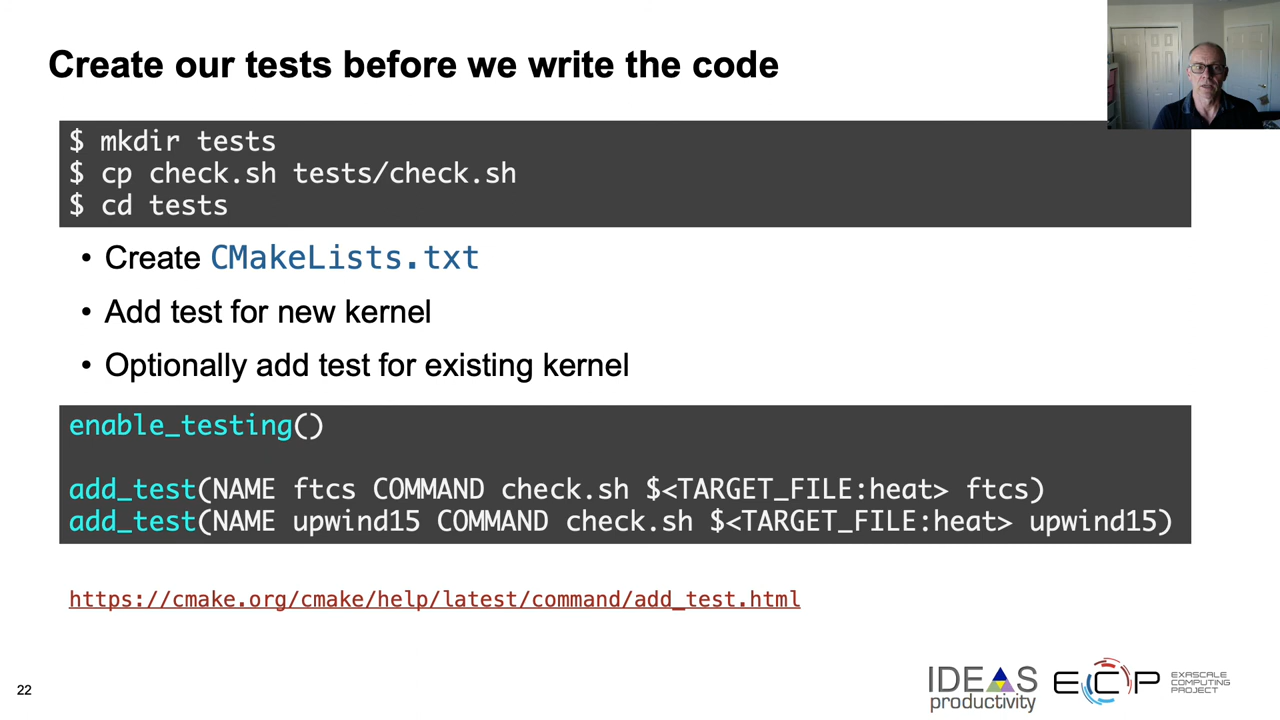 Create our tests before we write the code
$ mkdir tests
$ cp check.sh tests/check.sh
$ cd tests
• Create CMakeLists.txt
• Add test for new kernel
• Optionally add test for existing kernel
enable_testing()
add_test(NAME ftcs COMMAND check.sh $<TARGET_FILE:heat> ftcs)
add_test(NAME upwind15 COMMAND check.sh $<TARGET_FILE:heat> upwind15)
https://cmake.org/cmake/help/latest/command/add_test.html
22
IDEAS
productivity
ECP
EXASCALE
COMPUTING
PROJECT